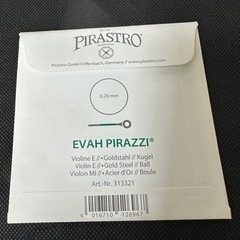 PIRASTRO
Pirastro GmbH Offenbach, Germany // www.pirastro.com
0,26 mm
EVAH PIRAZZI®
Violine E // • Goldstahl // • Kugel
Violin E // • Gold Steel // • Ball
Violon MI // • Acier d'Or // • Boule
Art.-Nr. 313321
4 016710 126967